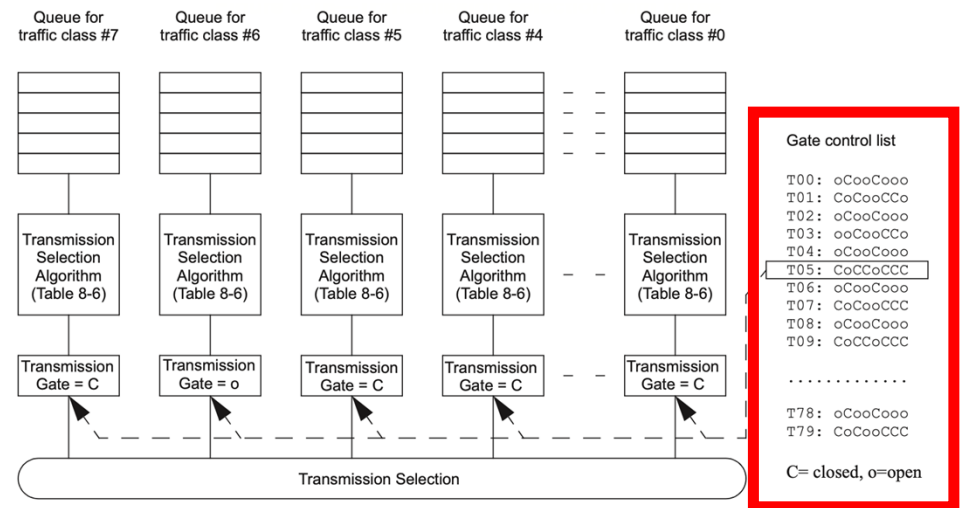 Queue for
traffic class #7
Queue for
traffic class #6
Queue for
traffic class #5
Queue for
traffic class #4
Queue for
traffic class #0
Transmission
Selection
Algorithm
(Table 8-6)
Transmission
Selection
Algorithm
(Table 8-6)
Transmission
Selection
Algorithm
(Table 8-6)
Transmission
Selection
Algorithm
(Table 8-6)
Transmission
Selection
Algorithm
(Table 8-6)
Transmission
Gate = C
Transmission
Gate = o
Transmission
Gate = C
Transmission
Gate = C
Transmission
Gate = C
Transmission Selection
Gate control list
T00: oCooCooo
T01: CoCooCCo
T02: oCooCooo
T03: ooCooCCo
T04: oCooCooo
T05: CoCCoCCC
T06: oCooCooo
T07: CoCCoCCC
T08: oCooCooo
T09: CoCCoCCC
. . . . . . . . . . . . .
T78: oCooCooo
T79: CoCooCCC
C= closed, o=open